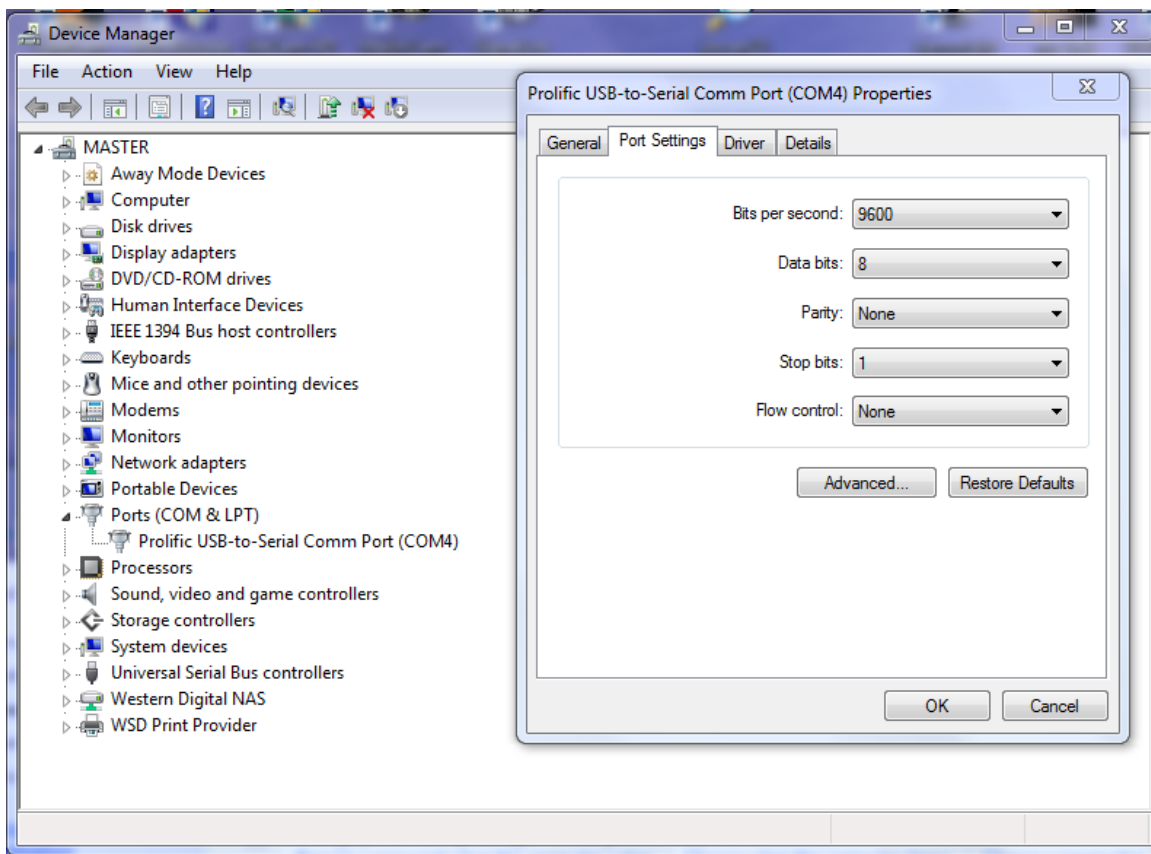 Device Manager
File Action View Help
MASTER
Away Mode Devices
Computer
Disk drives
Display adapters
DVD/CD-ROM drives
Human Interface Devices
IEEE 1394 Bus host controllers
Keyboards
Mice and other pointing devices
Modems
Monitors
Network adapters
Portable Devices
Ports (COM & LPT)
Prolific USB-to-Serial Comm Port (COM4)
Processors
Sound, video and game controllers
Storage controllers
System devices
Universal Serial Bus controllers
Western Digital NAS
WSD Print Provider
Prolific USB-to-Serial Comm Port (COM4) Properties
General Port Settings Driver Details
Bits per second: 9600
Data bits: 8
Parity: None
Stop bits: 1
Flow control: None
Advanced... Restore Defaults
OK Cancel